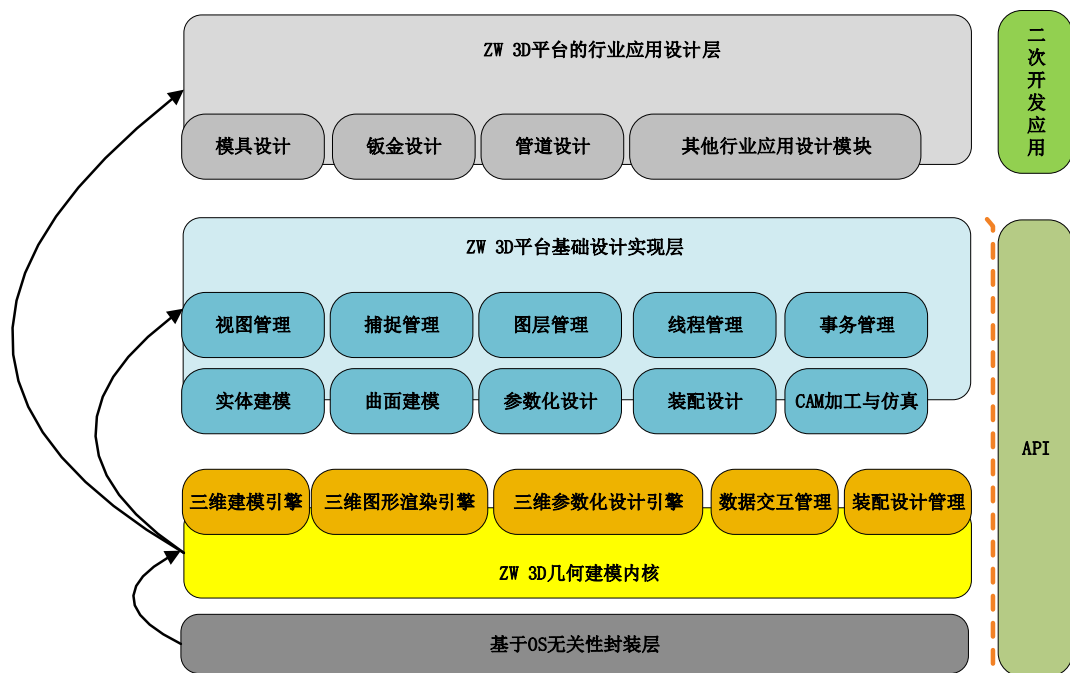 ZW 3D平台的行业应用设计层
模具设计
钣金设计
管道设计
其他行业应用设计模块
二次开发应用
ZW 3D平台基础设计实现层
视图管理
捕捉管理
图层管理
线程管理
事务管理
实体建模
曲面建模
参数化设计
装配设计
CAM加工与仿真
API
三维建模引擎
三维图形渲染引擎
三维参数化设计引擎
数据交互管理
装配设计管理
ZW 3D几何建模内核
基于OS无关性封装层